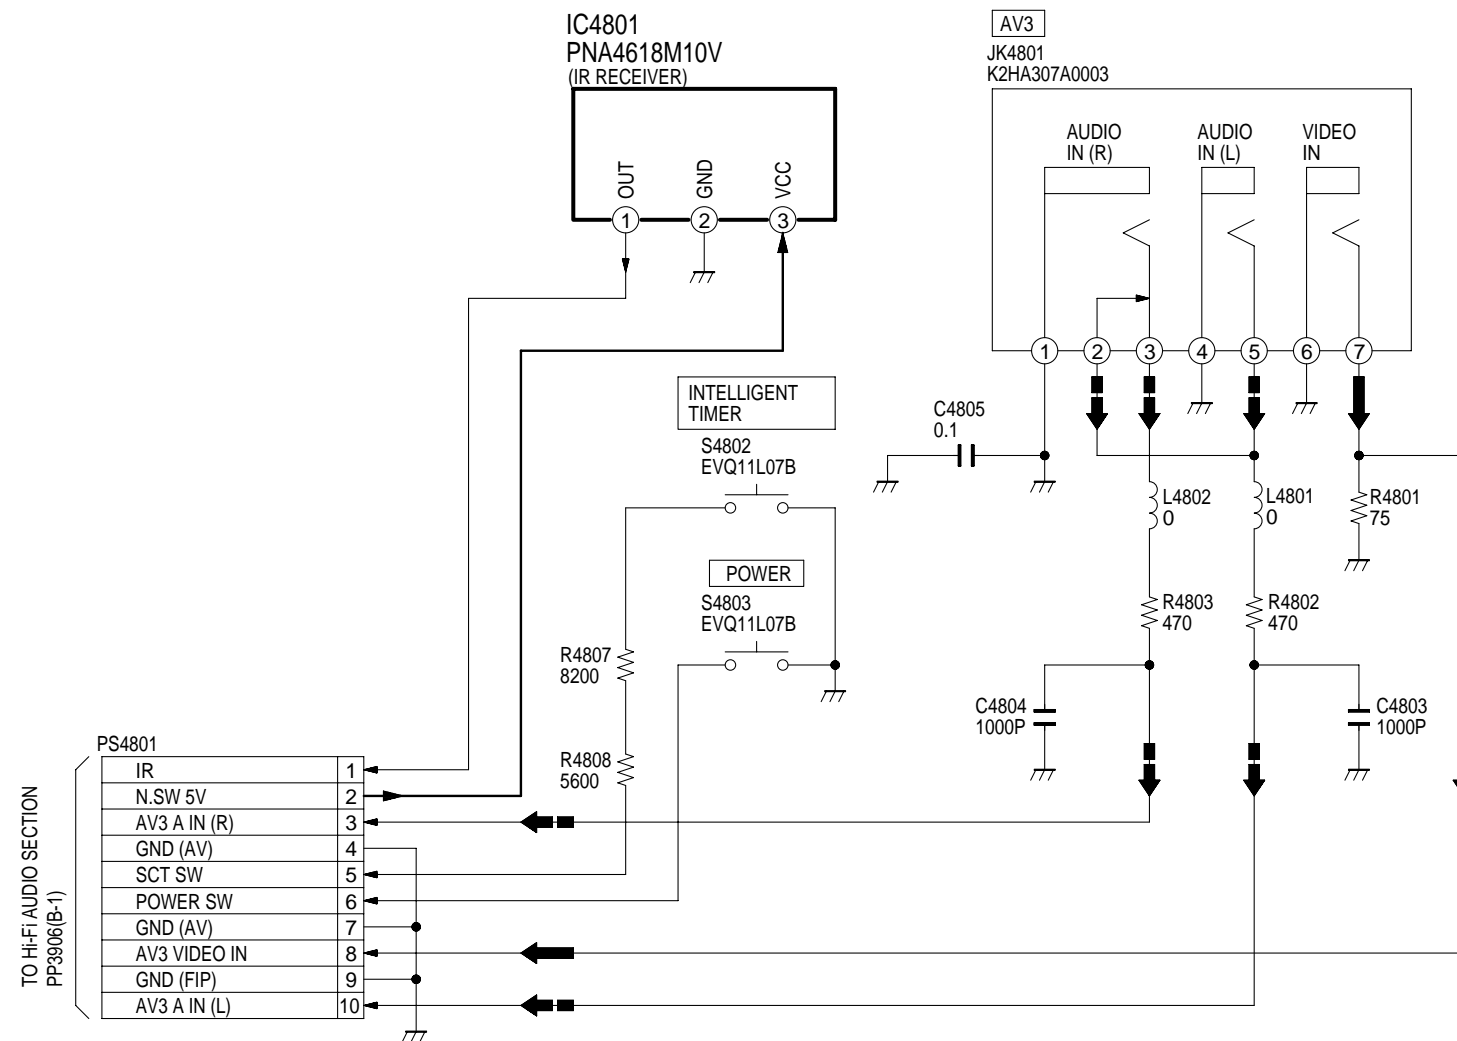 IC4801
PNA4618M10V
(IR RECEIVER)
OUT
GND
VCC
1
2
3
AV3
JK4801
K2HA307A0003
AUDIO
IN (R)
AUDIO
IN (L)
VIDEO
IN
1
2
3
4
5
6
7
INTELLIGENT
TIMER
S4802
EVQ11L07B
POWER
S4803
EVQ11L07B
C4805
0.1
L4802
0
L4801
0
R4801
75
R4803
470
R4802
470
R4807
8200
R4808
5600
C4804
1000P
C4803
1000P
PS4801
IR 1
N.SW 5V 2
AV3 A IN (R) 3
GND (AV) 4
SCT SW 5
POWER SW 6
GND (AV) 7
AV3 VIDEO IN 8
GND (FIP) 9
AV3 A IN (L) 10
TO Hi-Fi AUDIO SECTION
PP3906(B-1)